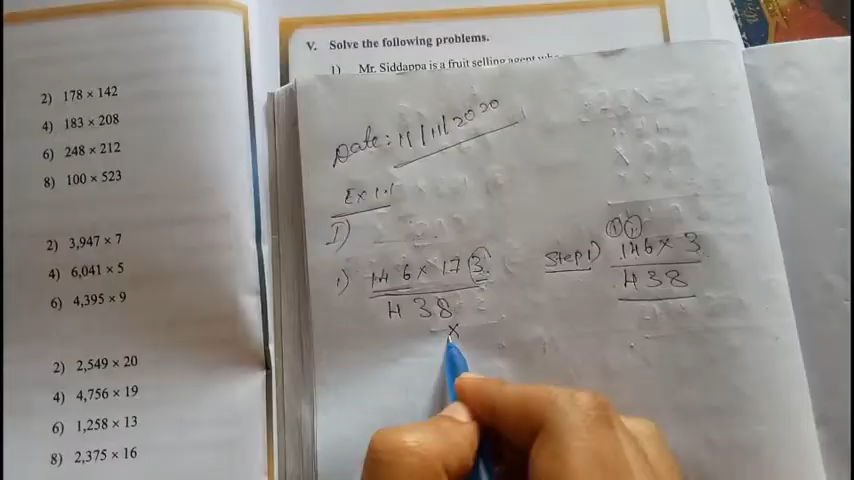 2) 178 × 142
4) 183 × 208
6) 248 × 212
8) 100 × 523
2) 3,947 × 7
4) 6,041 × 5
6) 4,395 × 9
2) 2,549 × 20
4) 4,756 × 19
6) 1,258 × 13
8) 2,375 × 16
V. Solve the following problems.
1) Mr. Siddappa is a fruit selling agent
Date: 11/11/2020
Ex 1.1
I)
1) 146 × 173
438
×
Step 1)
1 1
146 × 3
438